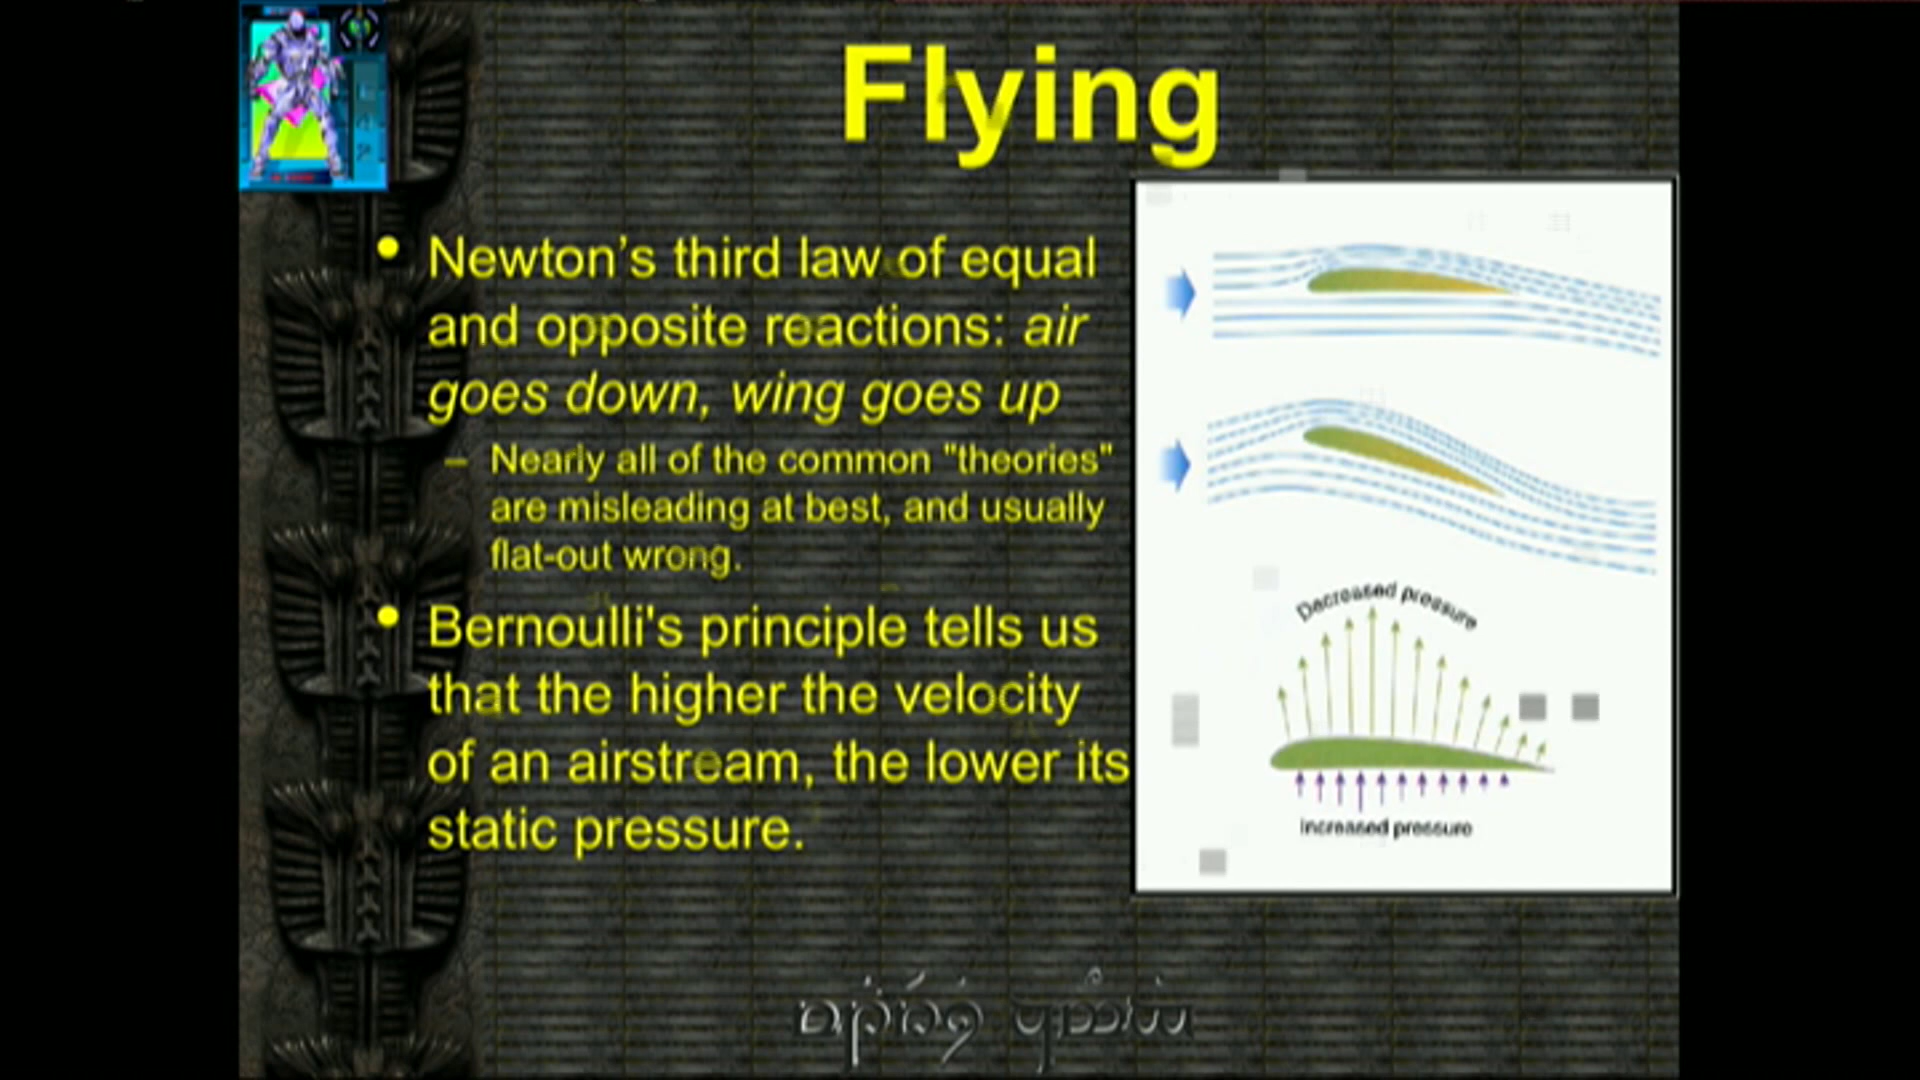 Flying
• Newton’s third law of equal
and opposite reactions: air
goes down, wing goes up
– Nearly all of the common "theories"
are misleading at best, and usually
flat-out wrong.
• Bernoulli's principle tells us
that the higher the velocity
of an airstream, the lower its
static pressure.
Decreased pressure
Increased pressure